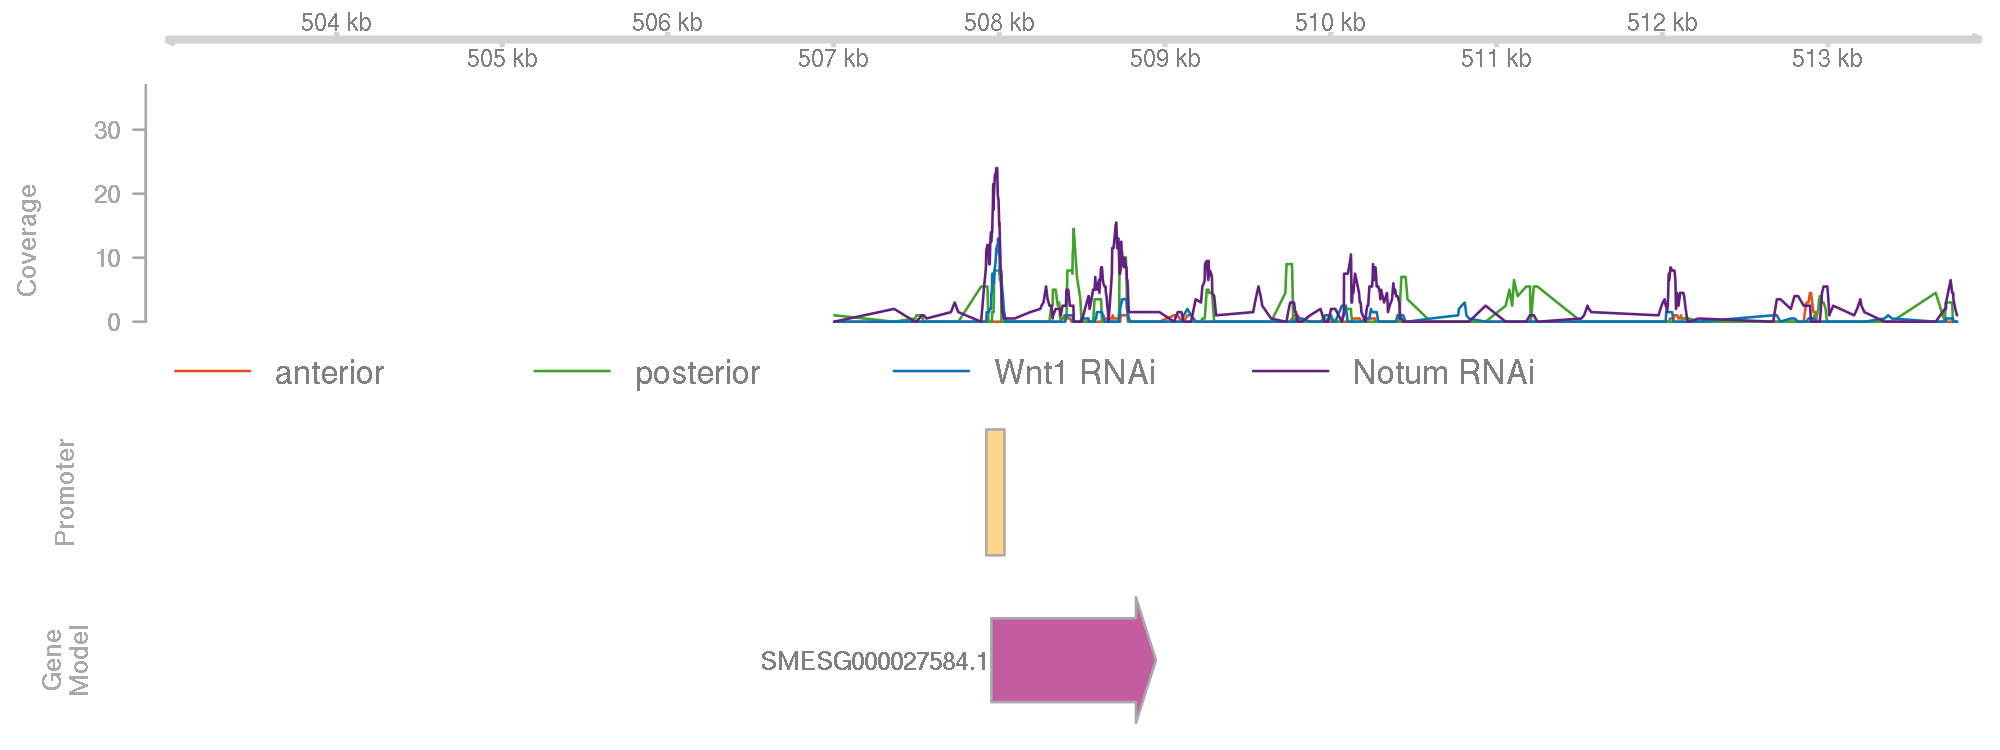 504 kb 506 kb 508 kb 510 kb 512 kb
505 kb 507 kb 509 kb 511 kb 513 kb
Coverage
30
20
10
0
anterior posterior Wnt1 RNAi Notum RNAi
Promoter
Gene
Model
SMESG000027584.1